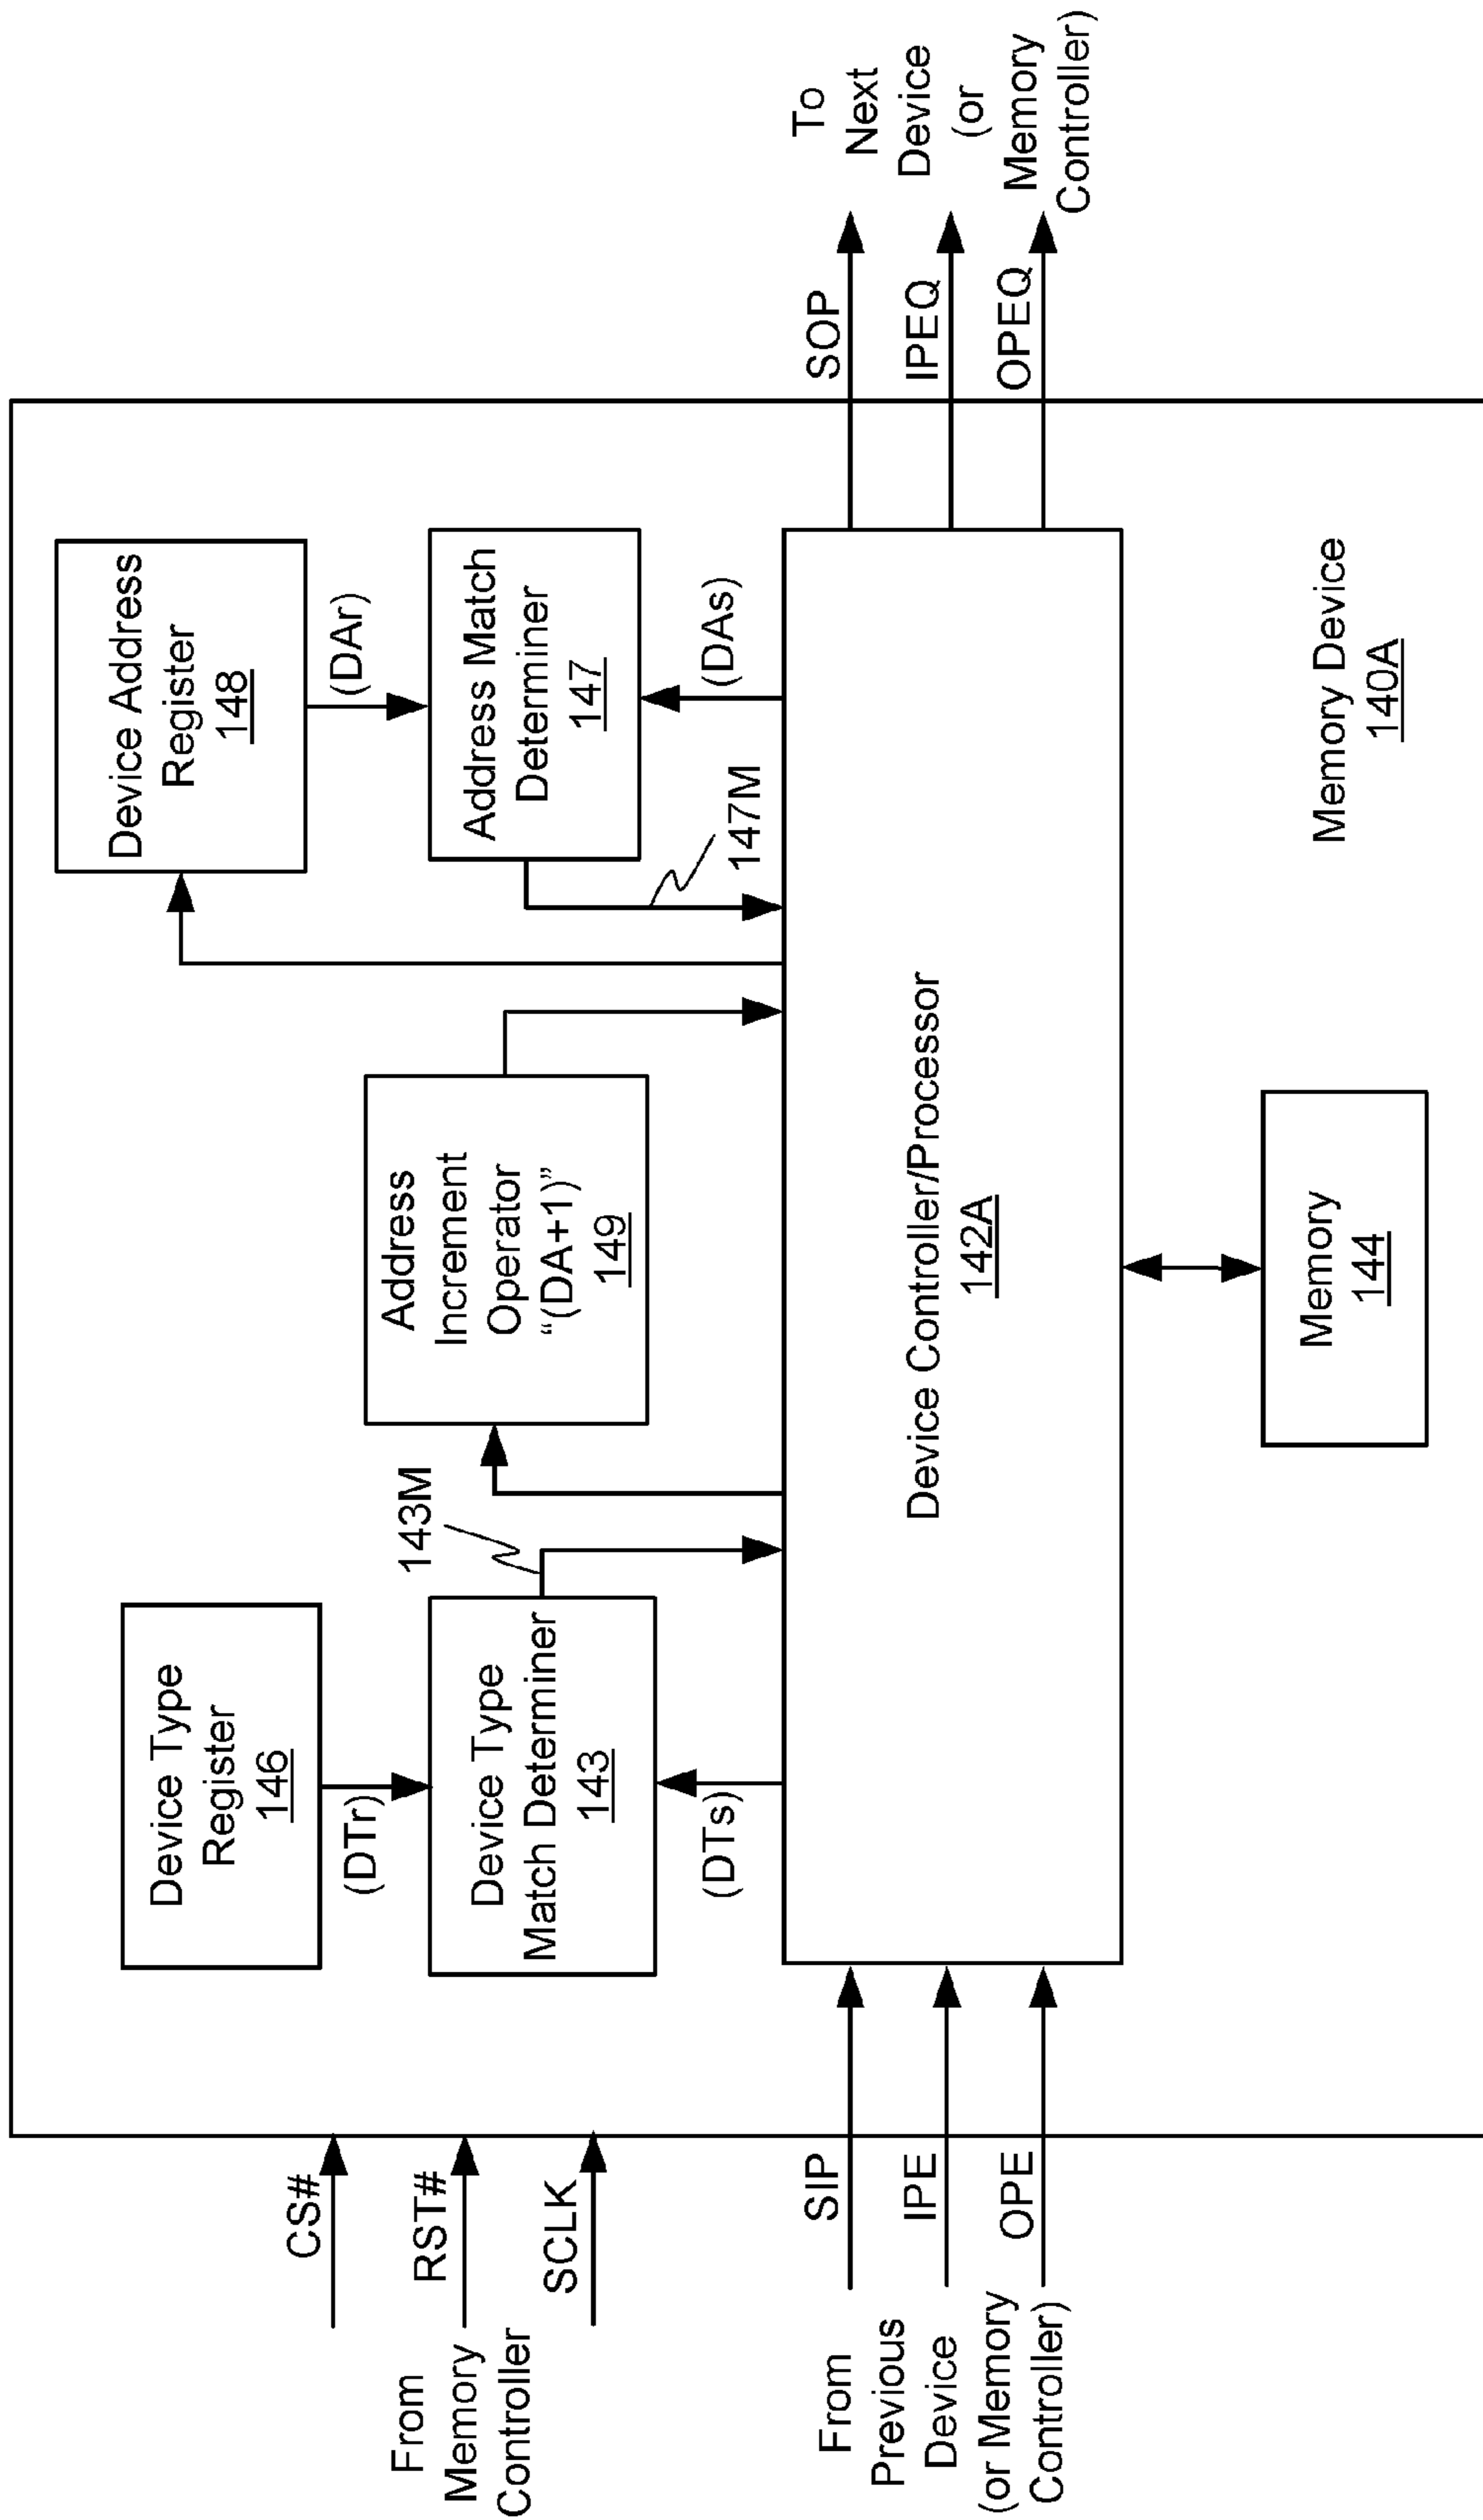 CS#
From
Memory
Controller
RST#
SCLK
From
Previous
Device
(or Memory
Controller)
SIP
IPE
OPE
Device Type
Register
146
(DTr)
Device Type
Match Determiner
143
(DTs)
143M
Address
Increment
Operator
“(DA+1)”
149
Device Address
Register
148
(DAr)
Address Match
Determiner
147
(DAs)
147M
Device Controller/Processor
142A
Memory
144
Memory Device
140A
SOP
IPEQ
OPEQ
To
Next
Device
(or
Memory
Controller)